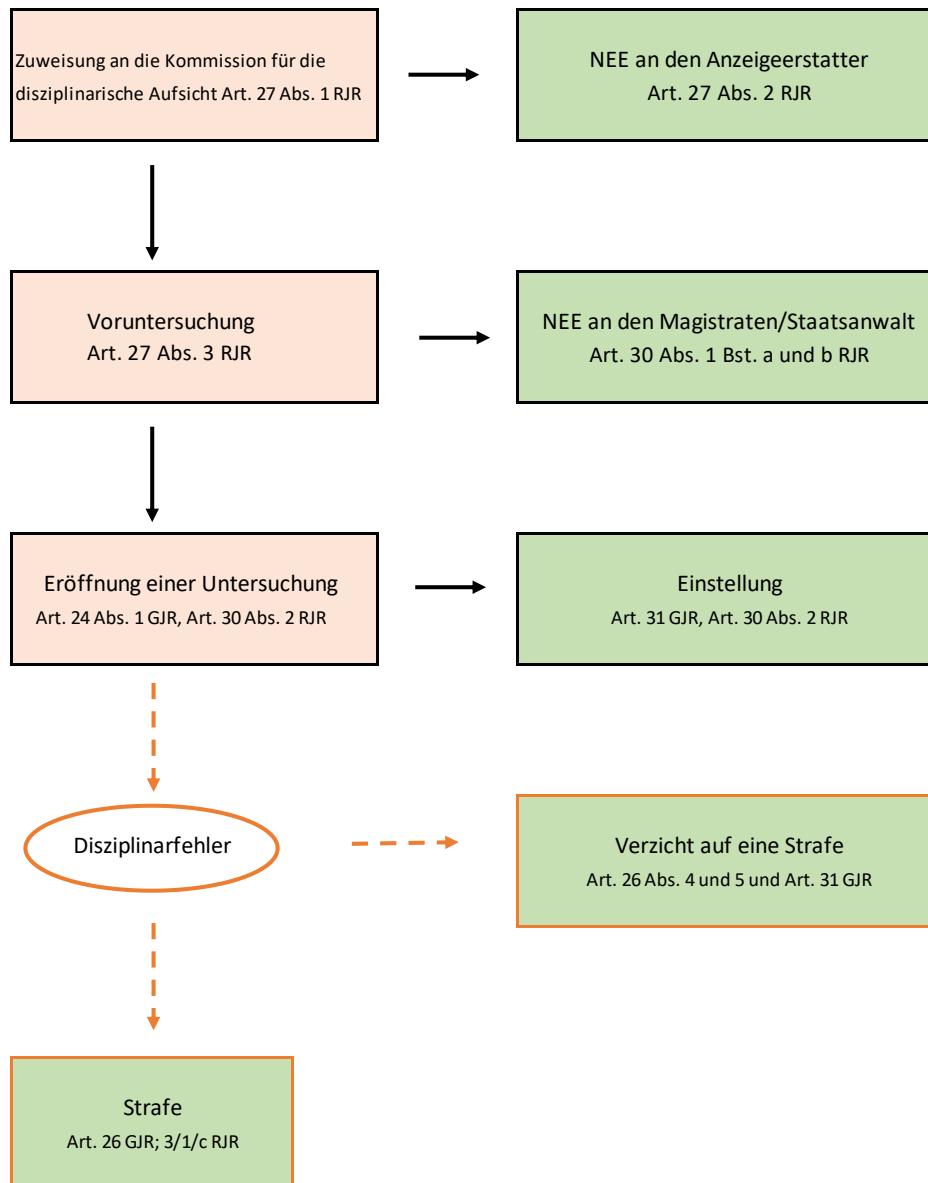 Zuweisung an die Kommission für die
disziplinarische Aufsicht Art. 27 Abs. 1 RJR
NEE an den Anzeigeerstatter
Art. 27 Abs. 2 RJR
Voruntersuchung
Art. 27 Abs. 3 RJR
NEE an den Magistraten/Staatsanwalt
Art. 30 Abs. 1 Bst. a und b RJR
Eröffnung einer Untersuchung
Art. 24 Abs. 1 GJR, Art. 30 Abs. 2 RJR
Einstellung
Art. 31 GJR, Art. 30 Abs. 2 RJR
Disziplinarfehler
Verzicht auf eine Strafe
Art. 26 Abs. 4 und 5 und Art. 31 GJR
Strafe
Art. 26 GJR; 3/1/c RJR